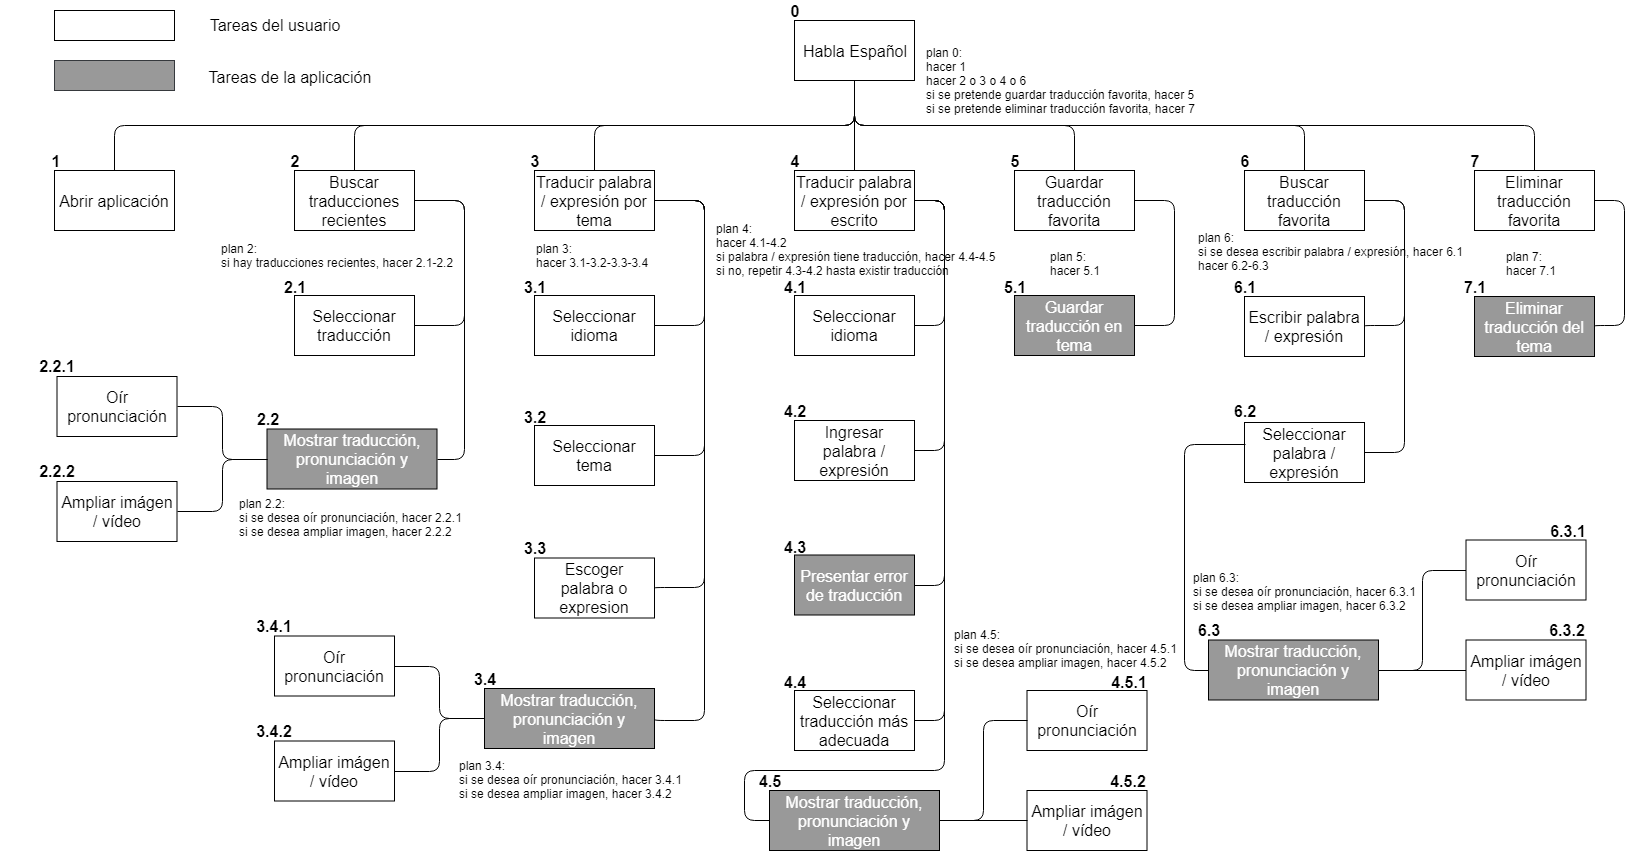 Tareas del usuario
Tareas de la aplicación
0
Habla Español
plan 0:
hacer 1
hacer 2 o 3 o 4 o 6
si se pretende guardar traducción favorita, hacer 5
si se pretende eliminar traducción favorita, hacer 7
1
Abrir aplicación
2
Buscar
traducciones
recientes
plan 2:
si hay traducciones recientes, hacer 2.1-2.2
2.1
Seleccionar
traducción
2.2.1
Oír
pronunciación
2.2
Mostrar traducción,
pronunciación y
imagen
2.2.2
Ampliar imágen
/ vídeo
plan 2.2:
si se desea oír pronunciación, hacer 2.2.1
si se desea ampliar imagen, hacer 2.2.2
3
Traducir palabra
/ expresión por
tema
plan 3:
hacer 3.1-3.2-3.3-3.4
3.1
Seleccionar
idioma
3.2
Seleccionar
tema
3.3
Escoger
palabra o
expresion
3.4.1
Oír
pronunciación
3.4
Mostrar traducción,
pronunciación y
imagen
3.4.2
Ampliar imágen
/ vídeo
plan 3.4:
si se desea oír pronunciación, hacer 3.4.1
si se desea ampliar imagen, hacer 3.4.2
4
Traducir palabra
/ expresión por
escrito
plan 4:
hacer 4.1-4.2
si palabra / expresión tiene traducción, hacer 4.4-4.5
si no, repetir 4.3-4.2 hasta existir traducción
4.1
Seleccionar
idioma
4.2
Ingresar
palabra /
expresión
4.3
Presentar error
de traducción
4.4
Seleccionar
traducción más
adecuada
4.5
Mostrar traducción,
pronunciación y
imagen
plan 4.5:
si se desea oír pronunciación, hacer 4.5.1
si se desea ampliar imagen, hacer 4.5.2
4.5.1
Oír
pronunciación
4.5.2
Ampliar imágen
/ vídeo
5
Guardar
traducción
favorita
plan 5:
hacer 5.1
5.1
Guardar
traducción en
tema
6
Buscar
traducción
favorita
plan 6:
si se desea escribir palabra / expresión, hacer 6.1
hacer 6.2-6.3
6.1
Escribir palabra
/ expresión
6.2
Seleccionar
palabra /
expresión
plan 6.3:
si se desea oír pronunciación, hacer 6.3.1
si se desea ampliar imagen, hacer 6.3.2
6.3
Mostrar traducción,
pronunciación y
imagen
6.3.1
Oír
pronunciación
6.3.2
Ampliar imágen
/ vídeo
7
Eliminar
traducción
favorita
plan 7:
hacer 7.1
7.1
Eliminar
traducción del
tema